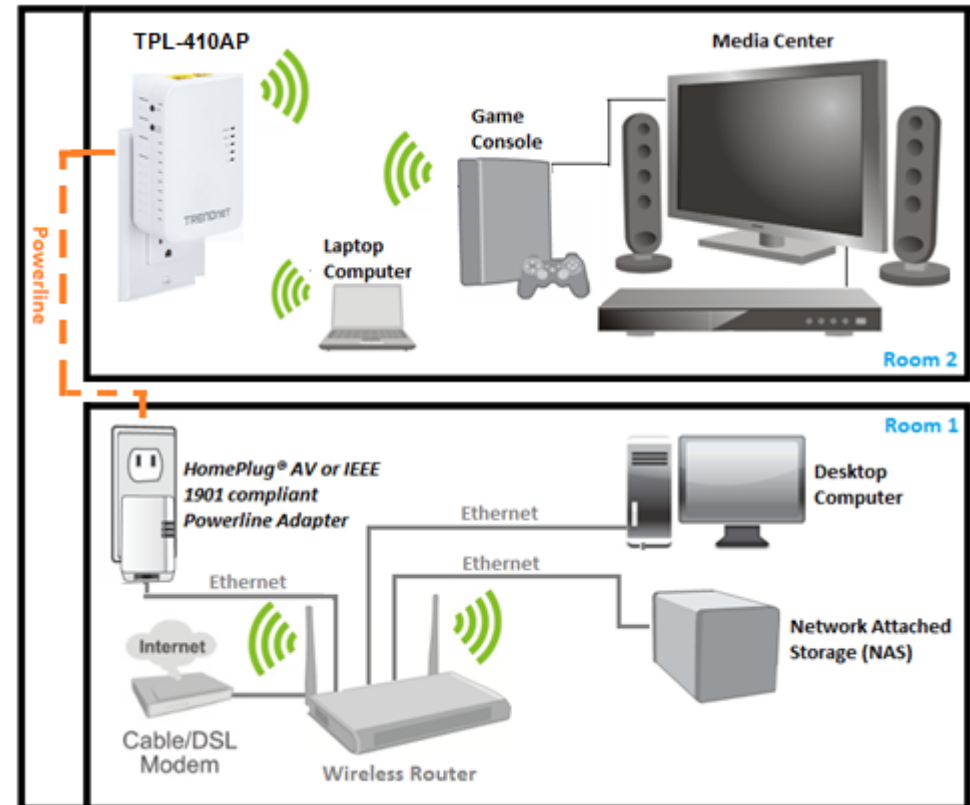 TPL-410AP
Media Center
Game
Console
TRENDNET
Laptop
Computer
Powerline
Room 2
Room 1
HomePlug® AV or IEEE
1901 compliant
Powerline Adapter
Desktop
Computer
Ethernet
Ethernet
Ethernet
Internet
Network Attached
Storage (NAS)
Cable/DSL
Modem
Wireless Router